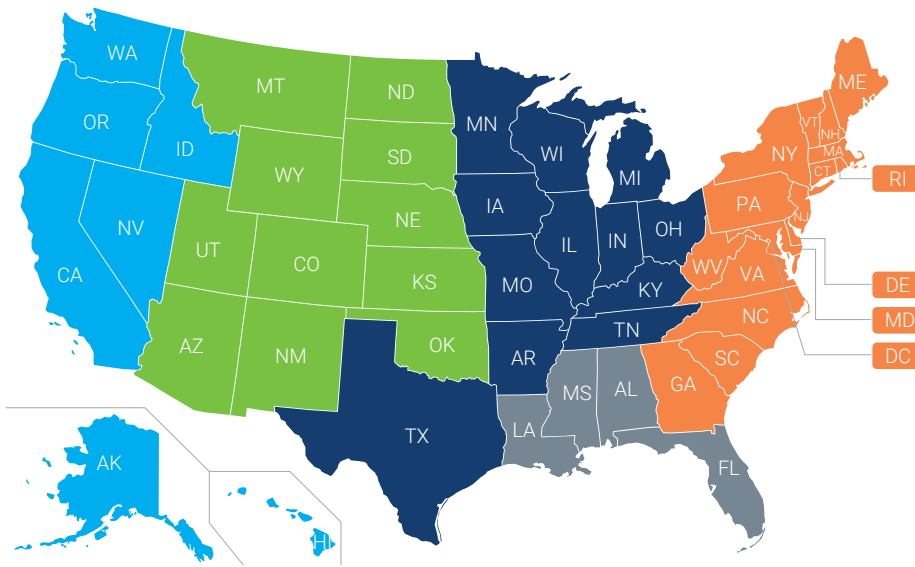 WA
MT
ND
ME
OR
MN
VT
NH
ID
SD
WI
NY
MA
WY
MI
CT
RI
NE
IA
PA
NV
OH
NJ
UT
IL
IN
CO
WV
VA
CA
KS
MO
KY
DE
NC
MD
AZ
OK
TN
NM
AR
SC
DC
MS
AL
GA
TX
LA
AK
FL
HI